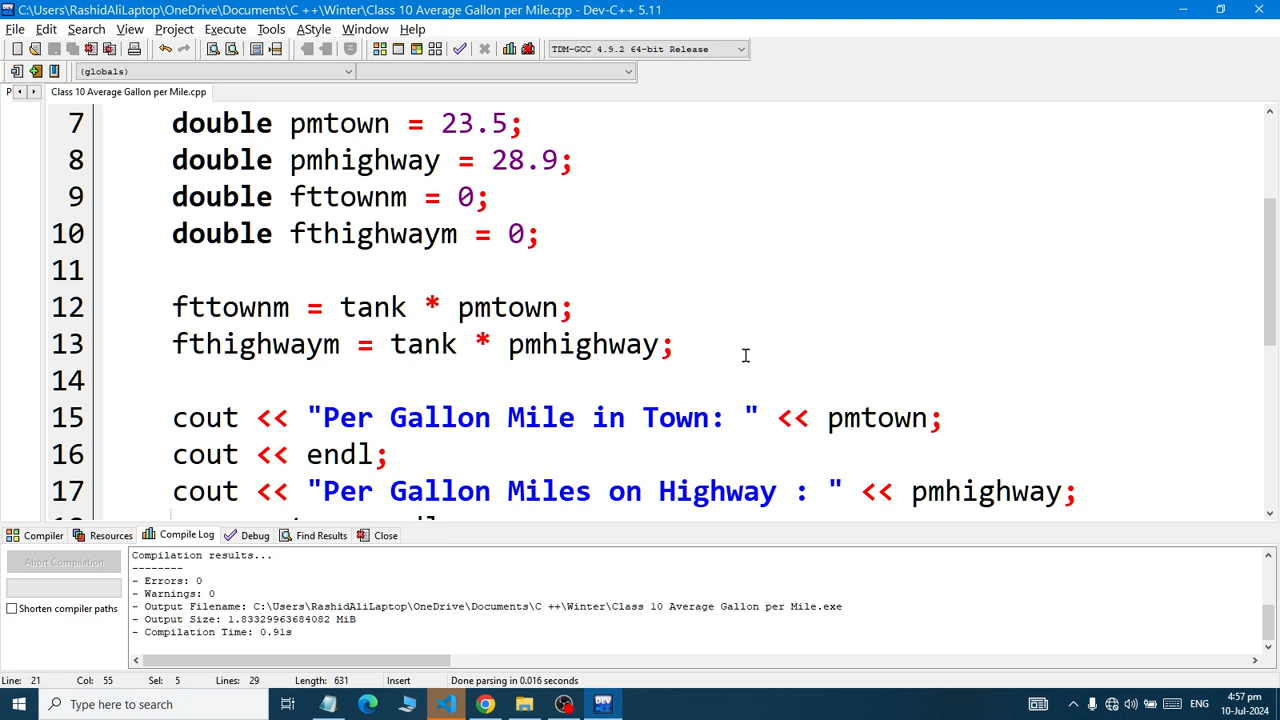 C:\Users\RashidAliLaptop\OneDrive\Documents\C ++\Winter\Class 10 Average Gallon per Mile.cpp - Dev-C++ 5.11
File Edit Search View Project Execute Tools AStyle Window Help
TDM-GCC 4.9.2 64-bit Release
(globals)
P Class 10 Average Gallon per Mile.cpp
7 double pmtown = 23.5;
8 double pmhighway = 28.9;
9 double fttownm = 0;
10 double fthighwaym = 0;
11
12 fttownm = tank * pmtown;
13 fthighwaym = tank * pmhighway;
14
15 cout << "Per Gallon Mile in Town: " << pmtown;
16 cout << endl;
17 cout << "Per Gallon Miles on Highway : " << pmhighway;
Compiler Resources Compile Log Debug Find Results Close
Abort Compilation
Shorten compiler paths
Compilation results...
--------
- Errors: 0
- Warnings: 0
- Output Filename: C:\Users\RashidAliLaptop\OneDrive\Documents\C ++\Winter\Class 10 Average Gallon per Mile.exe
- Output Size: 1.83329963684082 MiB
- Compilation Time: 0.91s
Line: 21 Col: 55 Sel: 5 Lines: 29 Length: 631 Insert Done parsing in 0.016 seconds
Type here to search
DEV
ENG
4:57 pm
10-Jul-2024